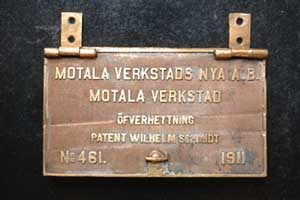 MOTALA VERKSTADS NYA A.B.
MOTALA VERKSTAD
ÖFVERHETTNING
PATENT WILHELM SCHMIDT
No 461. 1911